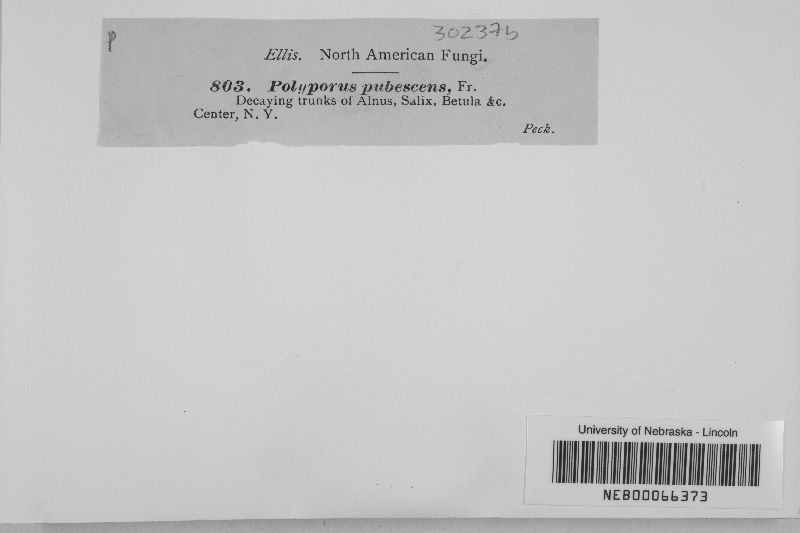 P
30237b
Ellis. North American Fungi.
803. Polyporus pubescens, Fr.
Decaying trunks of Alnus, Salix, Betula &c.
Center, N. Y.
Peck.
University of Nebraska - Lincoln
NEB00066373